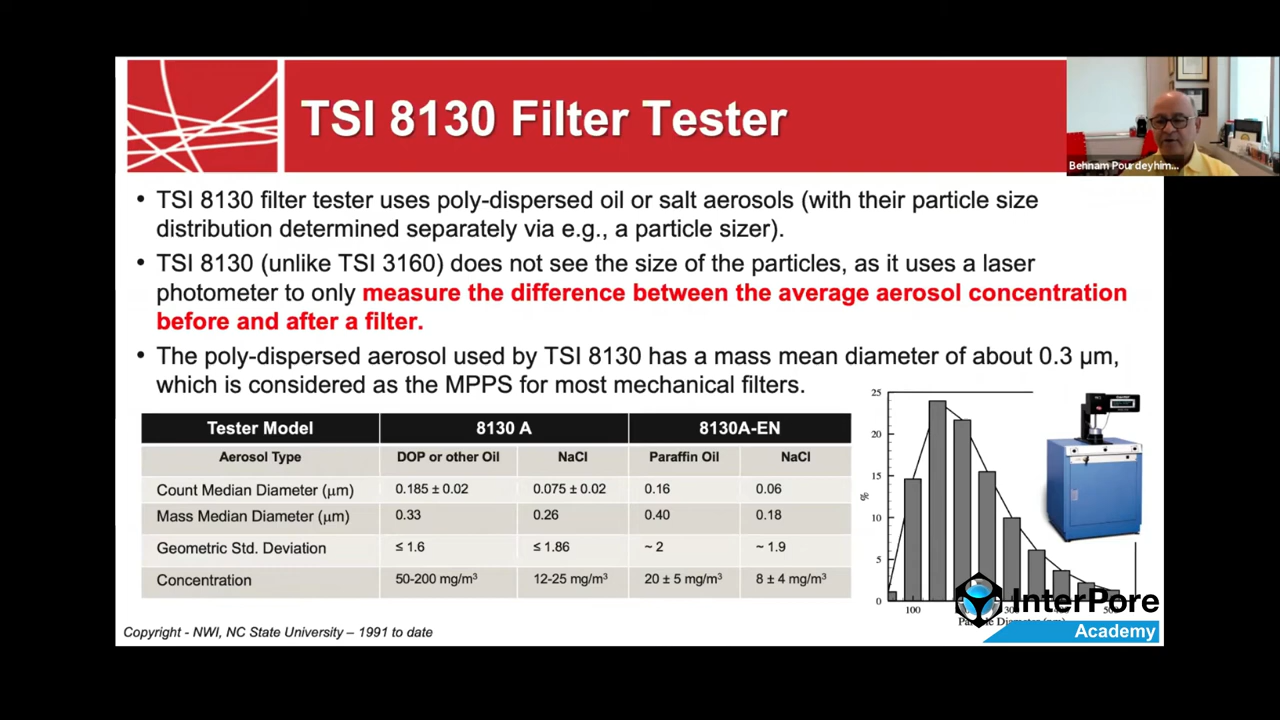 TSI 8130 Filter Tester
Behnam Pourdeyhim...
• TSI 8130 filter tester uses poly-dispersed oil or salt aerosols (with their particle size
distribution determined separately via e.g., a particle sizer).
• TSI 8130 (unlike TSI 3160) does not see the size of the particles, as it uses a laser
photometer to only measure the difference between the average aerosol concentration
before and after a filter.
• The poly-dispersed aerosol used by TSI 8130 has a mass mean diameter of about 0.3 μm,
which is considered as the MPPS for most mechanical filters.
Tester Model 8130 A 8130A-EN
Aerosol Type DOP or other Oil NaCl Paraffin Oil NaCl
Count Median Diameter (μm) 0.185 ± 0.02 0.075 ± 0.02 0.16 0.06
Mass Median Diameter (μm) 0.33 0.26 0.40 0.18
Geometric Std. Deviation ≤ 1.6 ≤ 1.86 ~ 2 ~ 1.9
Concentration 50-200 mg/m³ 12-25 mg/m³ 20 ± 5 mg/m³ 8 ± 4 mg/m³
25
20
15
%
10
5
0
100
InterPore
Academy
Copyright - NWI, NC State University – 1991 to date